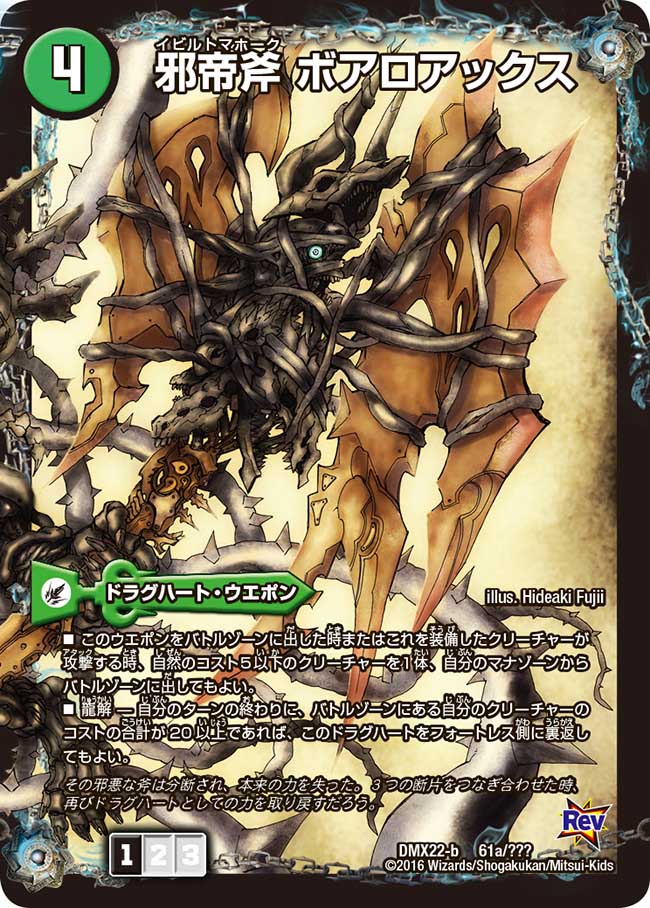 4
イビルトマホーク
邪帝斧 ボアロアックス
ドラグハート・ウエポン
illus. Hideaki Fujii
■ このウエポンをバトルゾーンに出した時またはこれを装備したクリーチャーが
攻撃する時、自然のコスト5以下のクリーチャーを1体、自分のマナゾーンから
バトルゾーンに出してもよい。
■ 龍解 ― 自分のターンの終わりに、バトルゾーンにある自分のクリーチャーの
コストの合計が20以上であれば、このドラグハートをフォートレス側に裏返し
てもよい。
その邪悪な斧は分断され、本来の力を失った。3つの断片をつなぎ合わせた時、
再びドラグハートとしての力を取り戻すだろう。
Rev
1 2 3
DMX22-b 61a/???
©2016 Wizards/Shogakukan/Mitsui-Kids